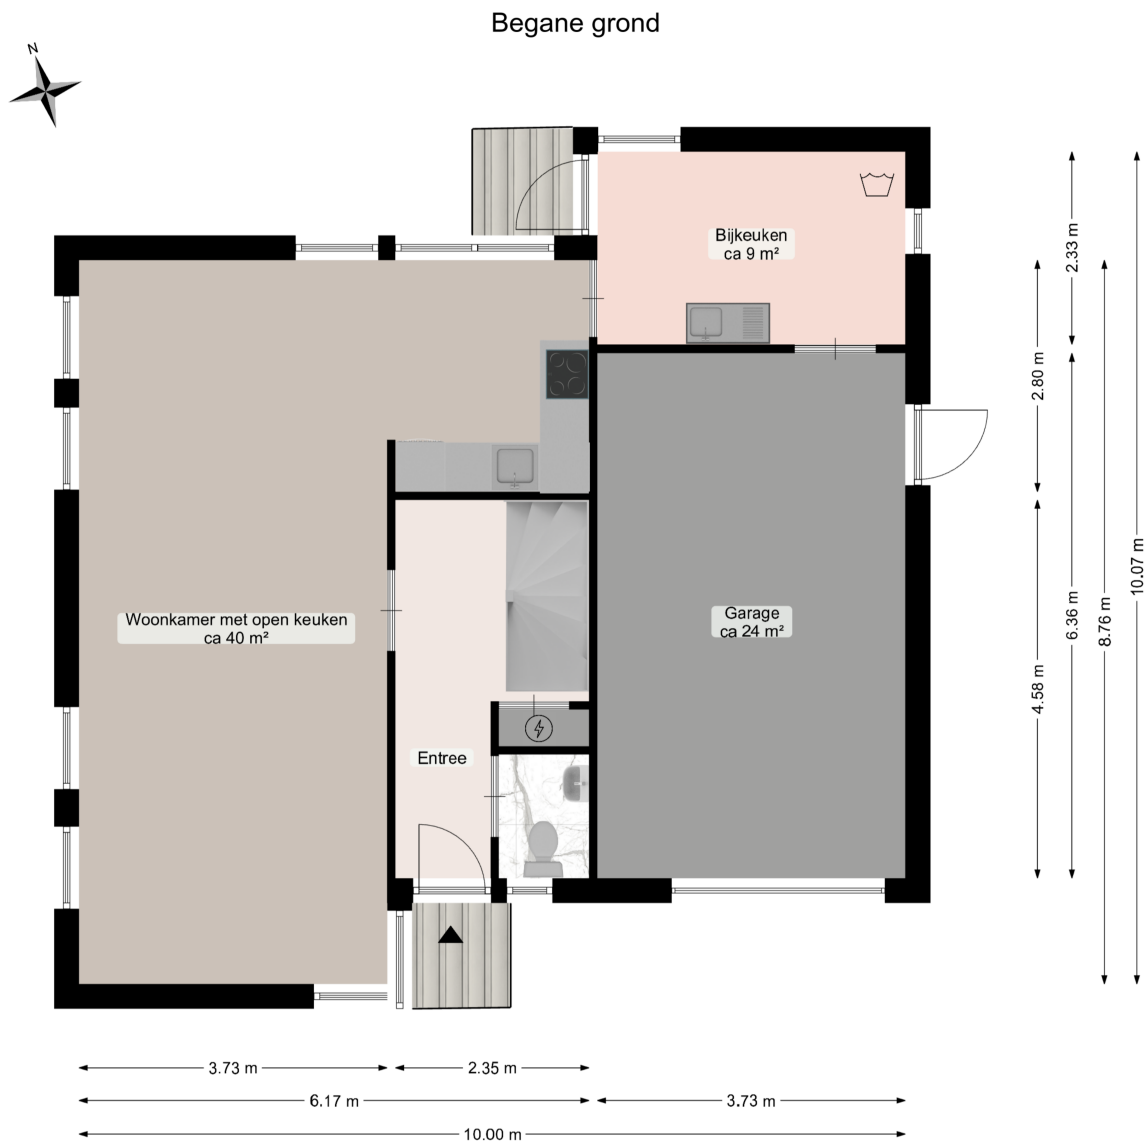 Begane grond
N
Bijkeuken
ca 9 m²
2.33 m
2.80 m
10.07 m
6.36 m
8.76 m
Woonkamer met open keuken
ca 40 m²
Garage
ca 24 m²
4.58 m
Entree
3.73 m
2.35 m
6.17 m
3.73 m
10.00 m